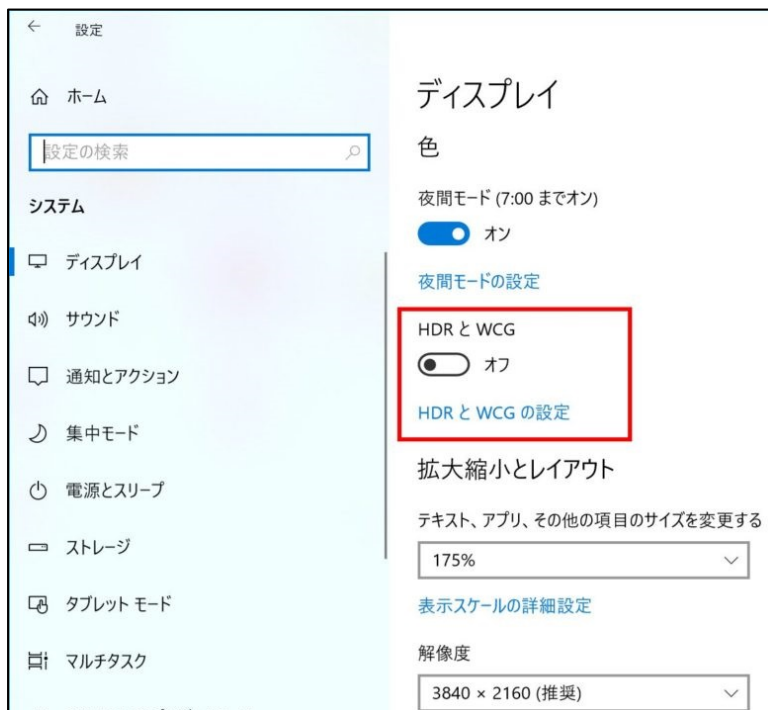 設定
ホーム
設定の検索
システム
ディスプレイ
サウンド
通知とアクション
集中モード
電源とスリープ
ストレージ
タブレット モード
マルチタスク
ディスプレイ
色
夜間モード (7:00 までオン)
オン
夜間モードの設定
HDR と WCG
オフ
HDR と WCG の設定
拡大縮小とレイアウト
テキスト、アプリ、その他の項目のサイズを変更する
175%
表示スケールの詳細設定
解像度
3840 × 2160 (推奨)